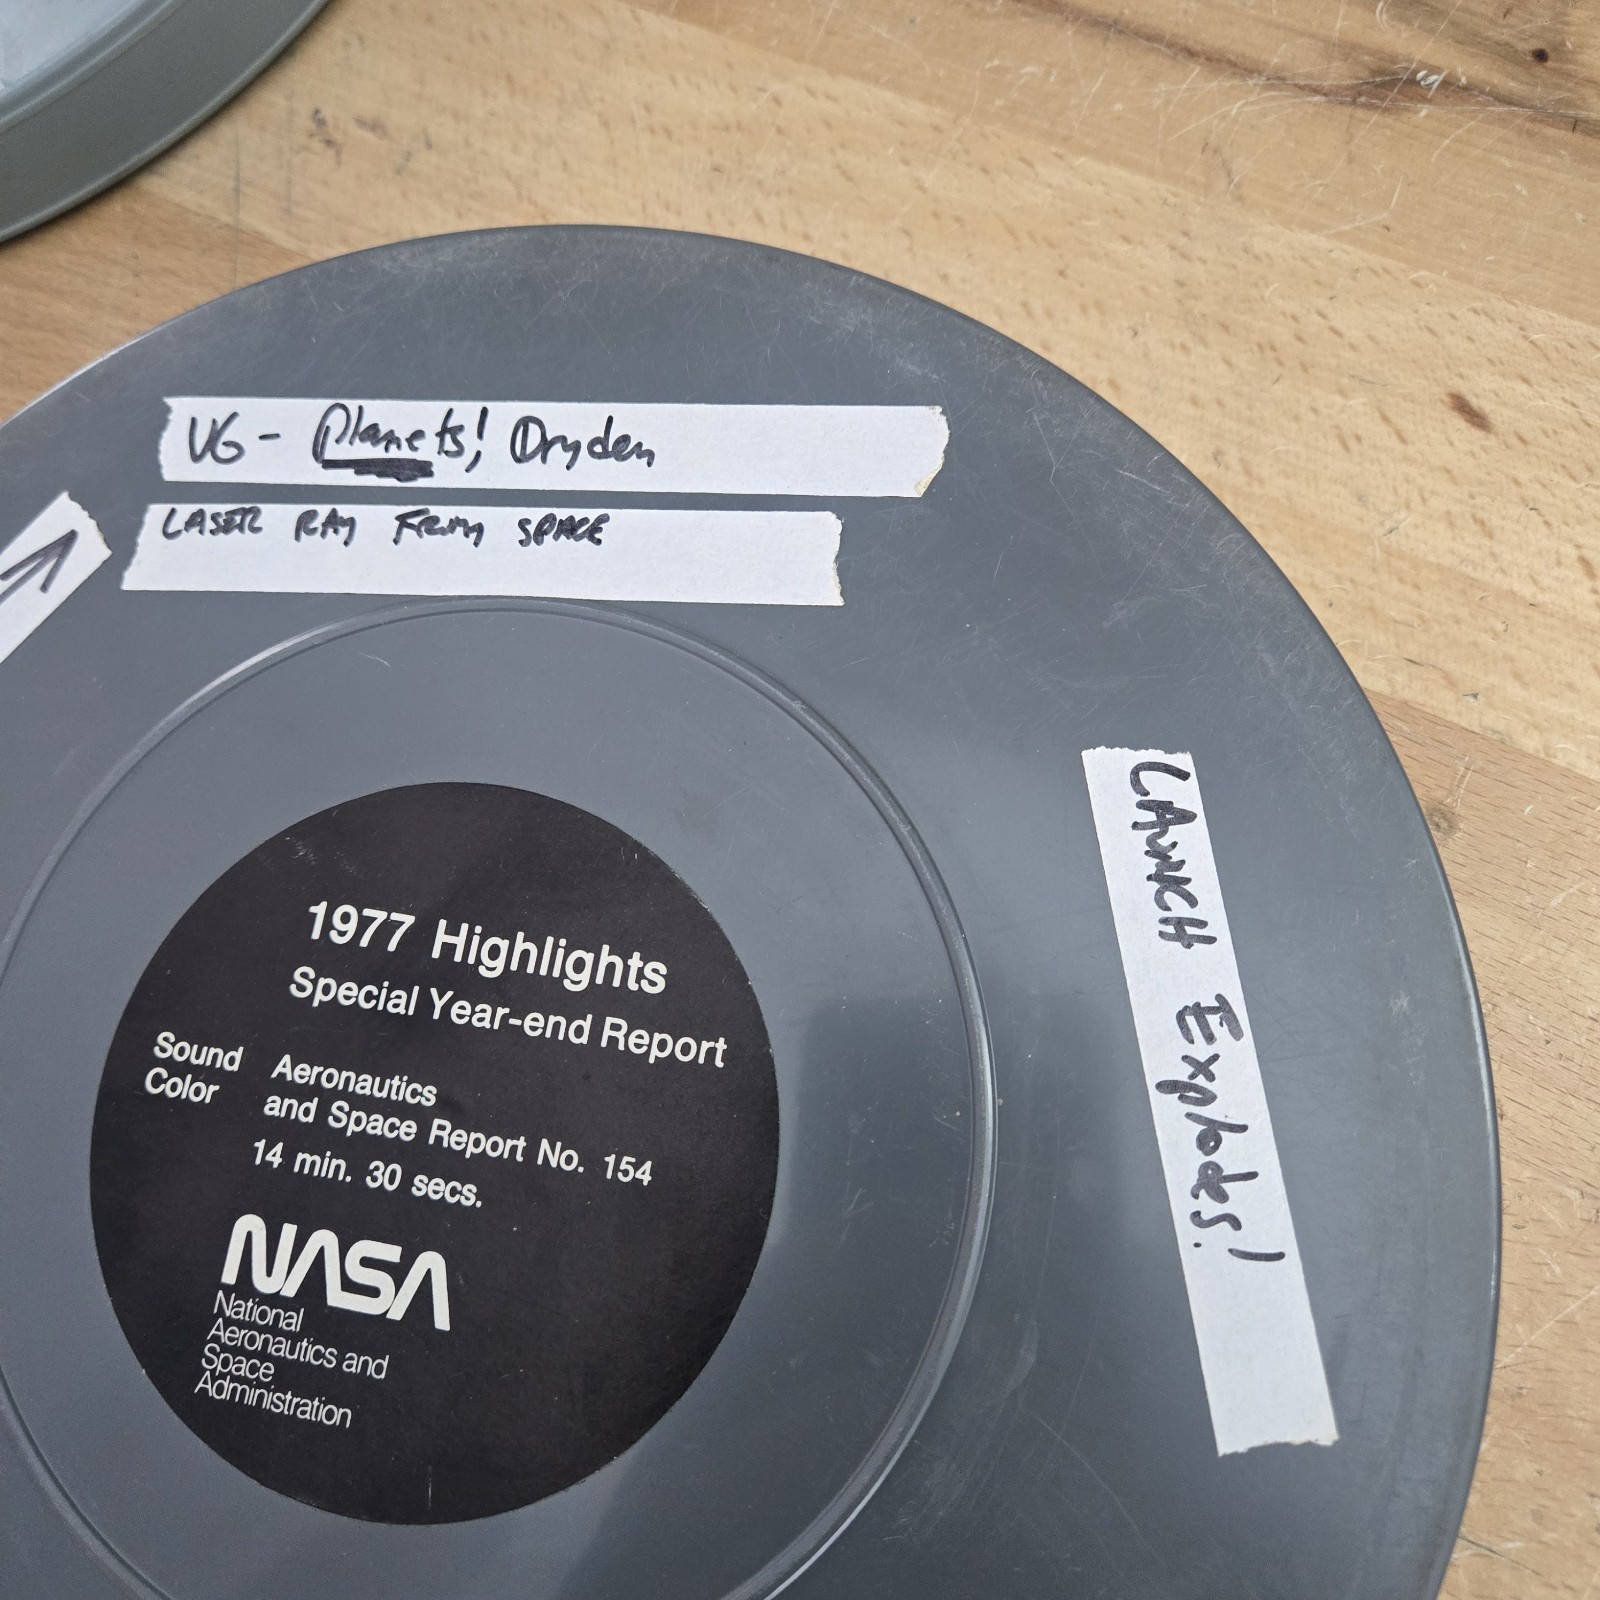 VG - Planets! Dryden
LASER RAY FROM SPACE
LAUNCH Explodes!
1977 Highlights
Special Year-end Report
Sound Aeronautics
Color and Space Report No. 154
14 min. 30 secs.
NASA
National
Aeronautics and
Space
Administration